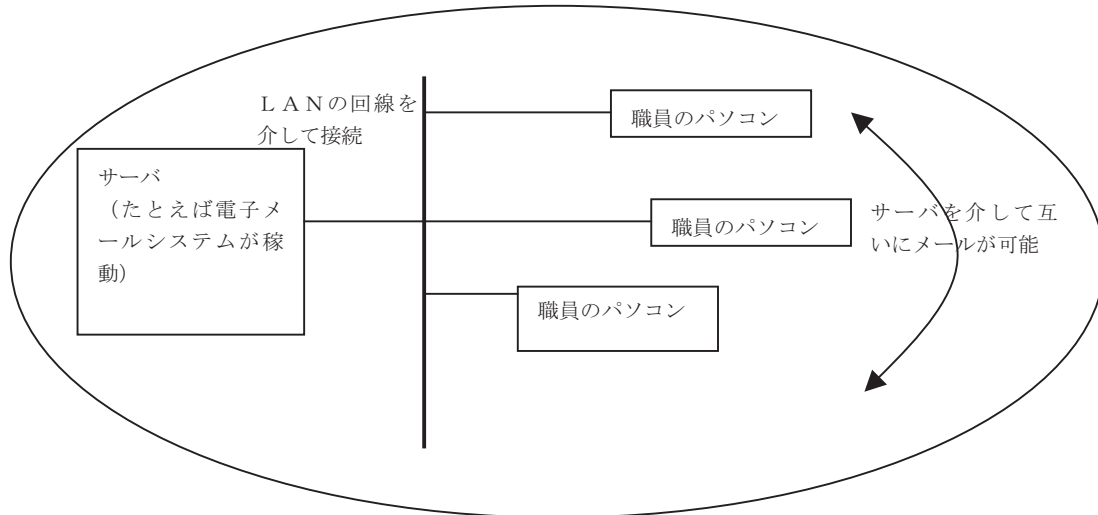 ＬＡＮの回線を
介して接続
サーバ
（たとえば電子メ
ールシステムが稼
動）
職員のパソコン
職員のパソコン
職員のパソコン
サーバを介して互
いにメールが可能